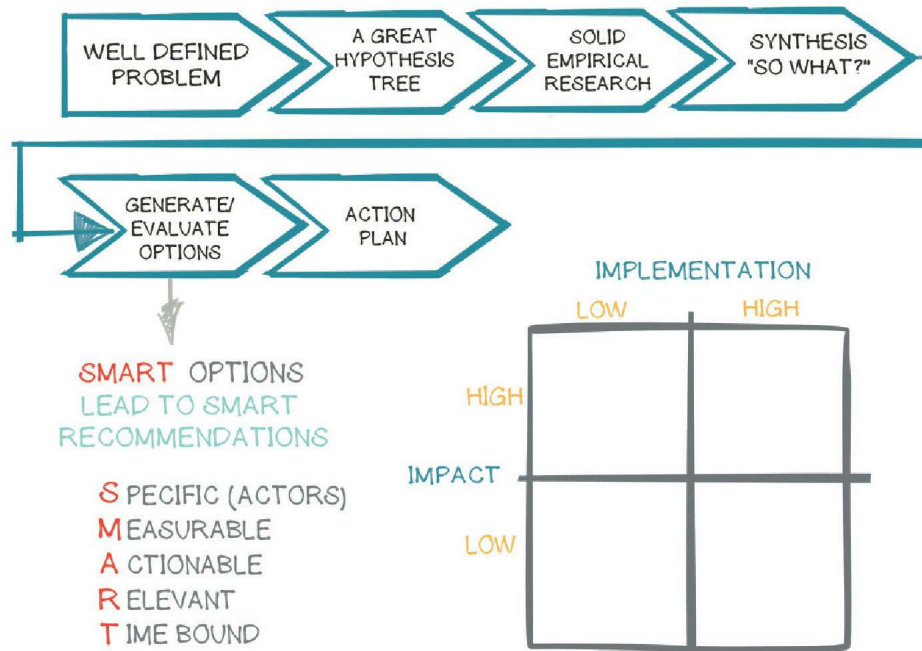 WELL DEFINED
PROBLEM
A GREAT
HYPOTHESIS
TREE
SOLID
EMPIRICAL
RESEARCH
SYNTHESIS
"SO WHAT?"
GENERATE/
EVALUATE
OPTIONS
ACTION
PLAN
SMART OPTIONS
LEAD TO SMART
RECOMMENDATIONS
S PECIFIC (ACTORS)
M EASURABLE
A CTIONABLE
R ELEVANT
T IME BOUND
IMPLEMENTATION
LOW HIGH
HIGH
IMPACT
LOW